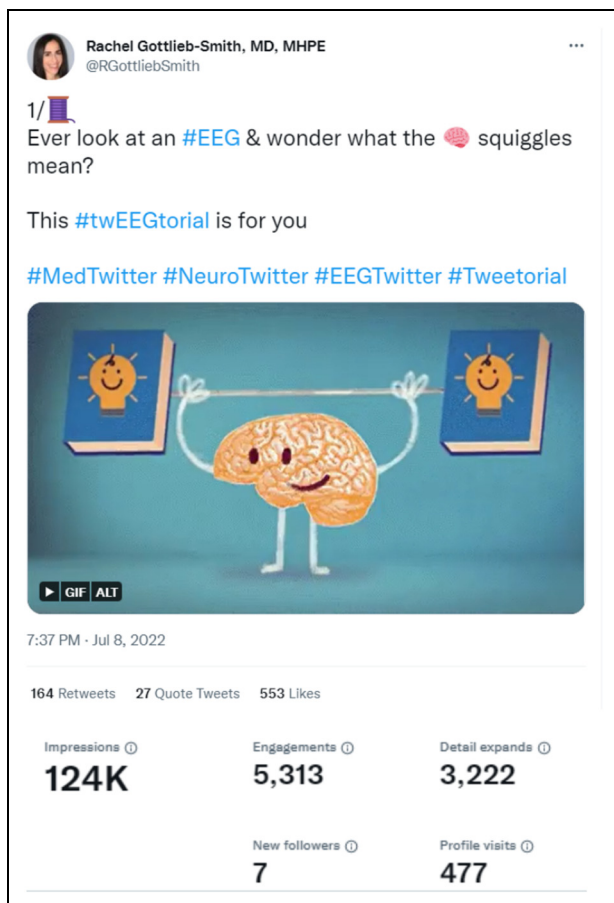 Rachel Gottlieb-Smith, MD, MHPE
@RGottliebSmith
1/🧵
Ever look at an #EEG & wonder what the 🧠 squiggles
mean?
This #twEEGtorial is for you
#MedTwitter #NeuroTwitter #EEGTwitter #Tweetorial
GIF ALT
7:37 PM · Jul 8, 2022
164 Retweets 27 Quote Tweets 553 Likes
Impressions Engagements Detail expands
124K 5,313 3,222
New followers Profile visits
7 477